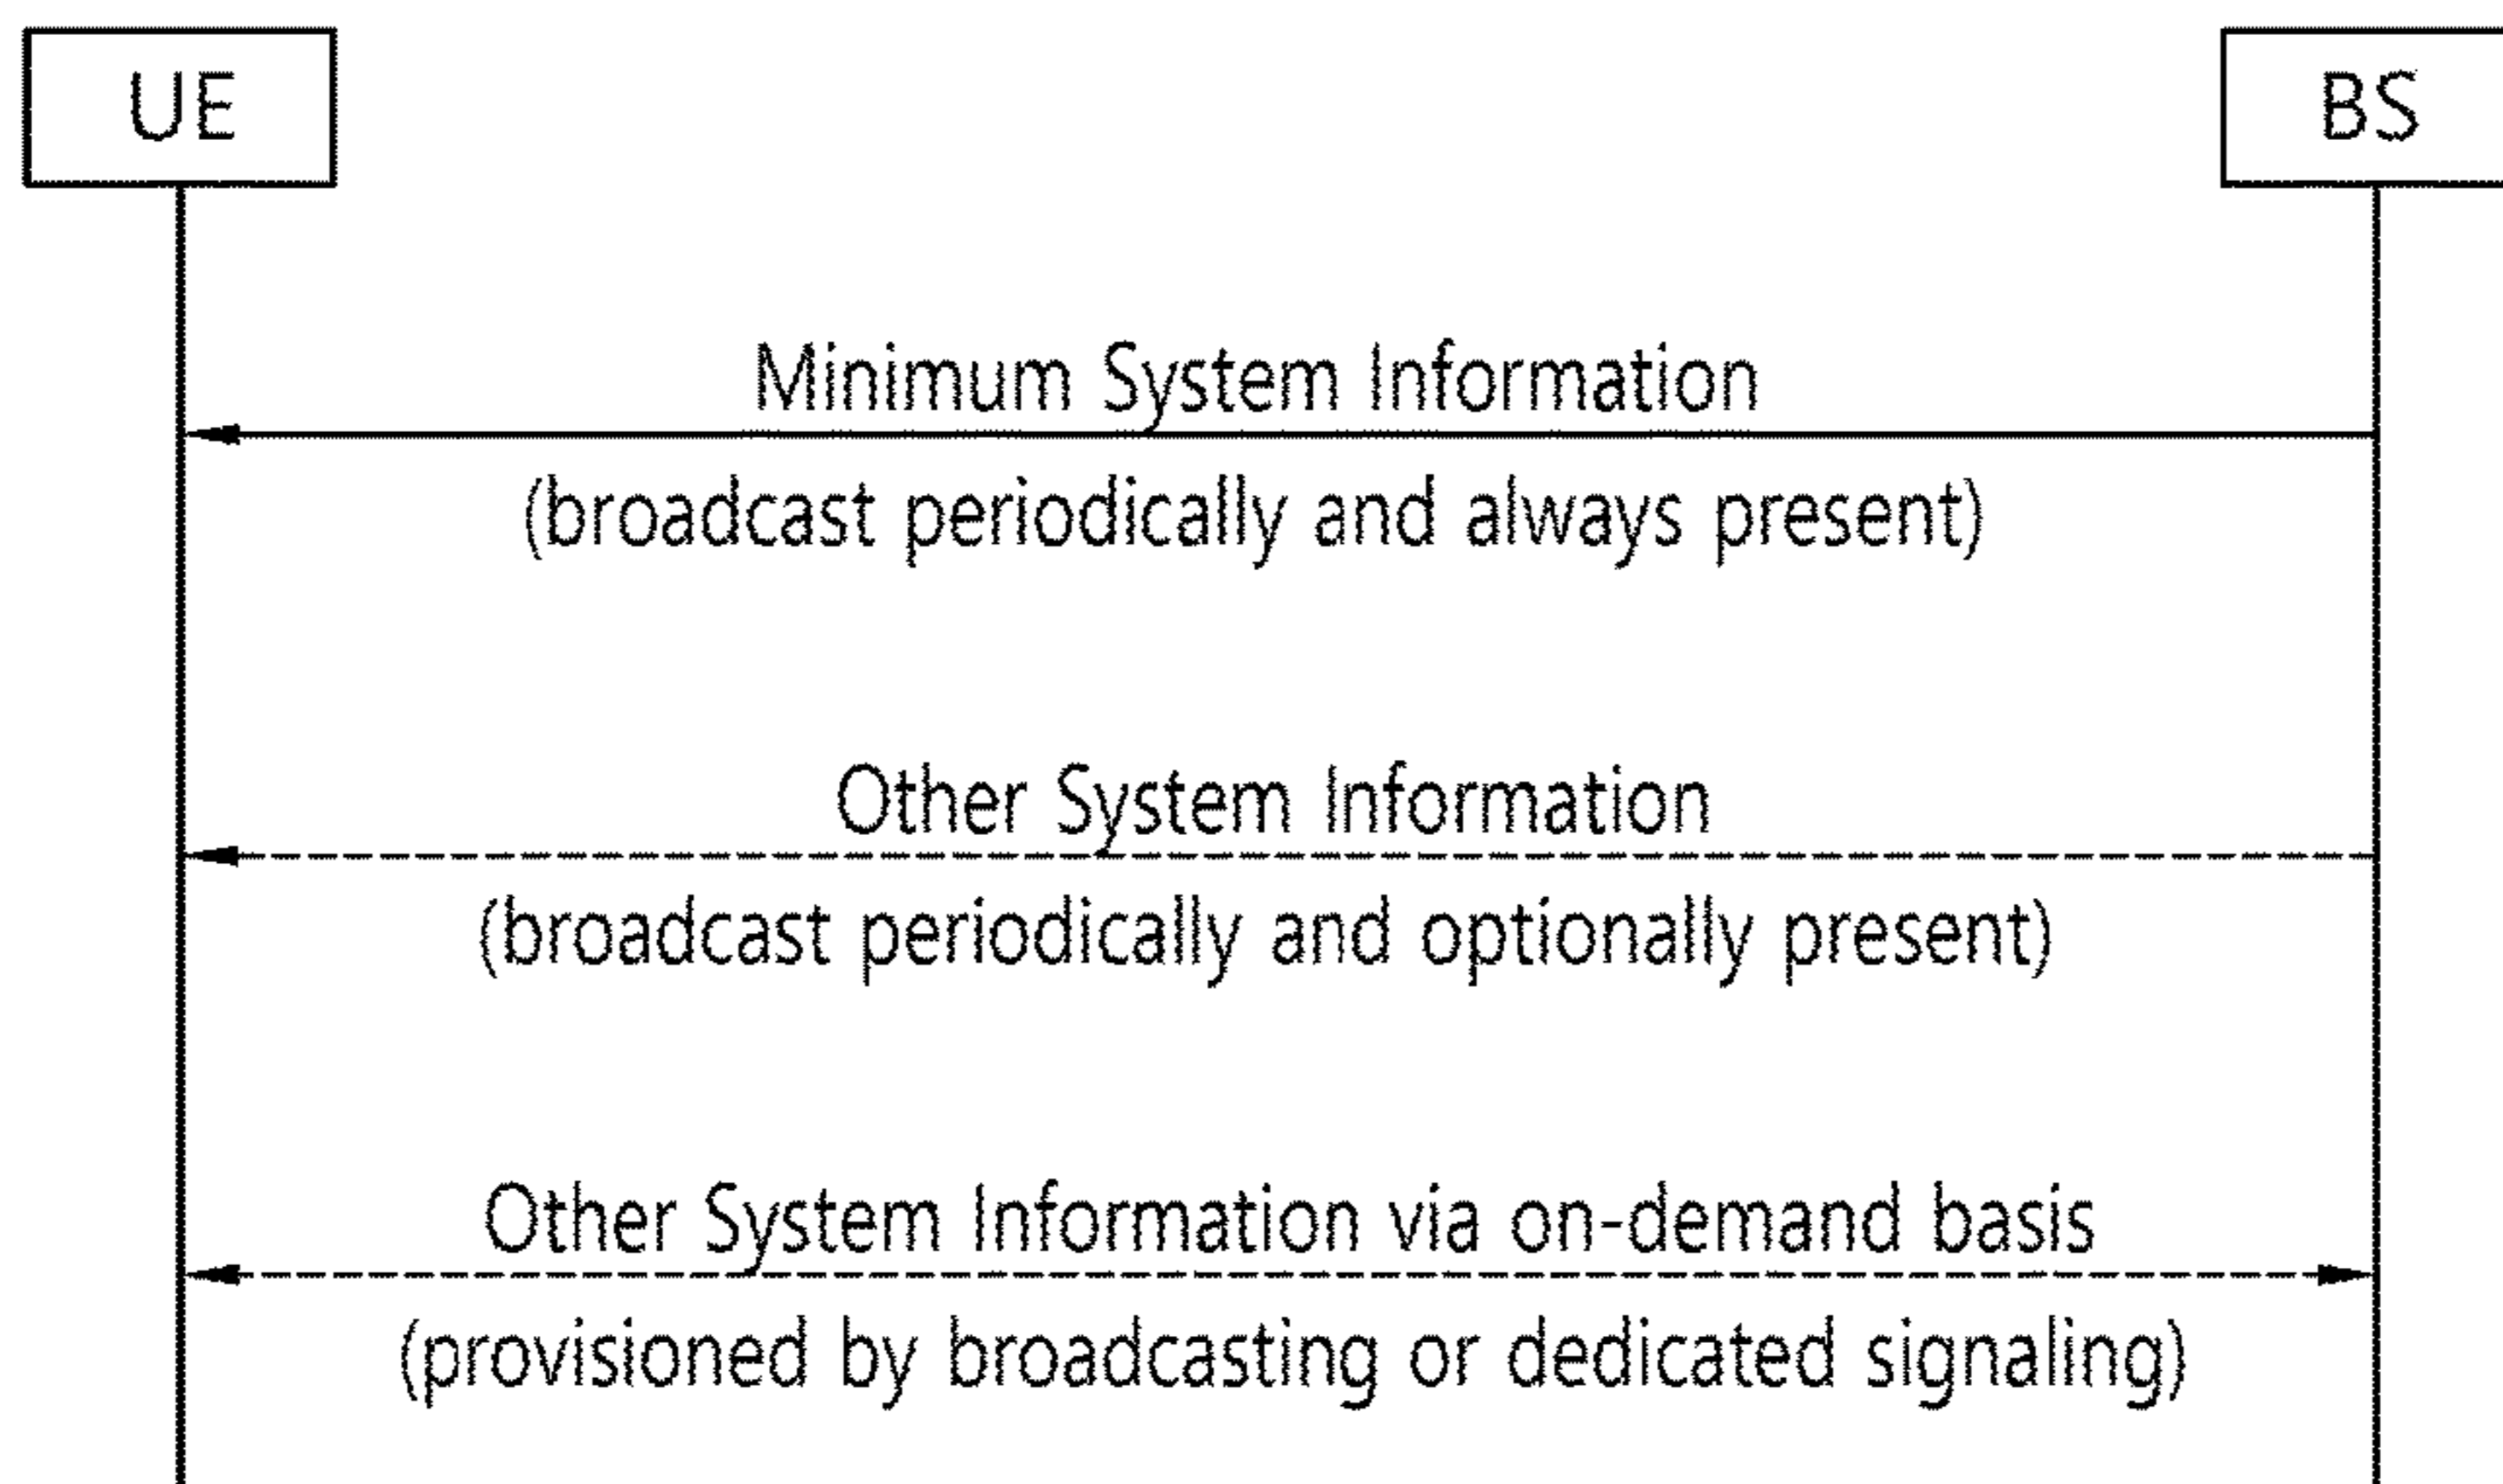 UE
BS
Minimum System Information
(broadcast periodically and always present)
Other System Information
(broadcast periodically and optionally present)
Other System Information via on-demand basis
(provisioned by broadcasting or dedicated signaling)